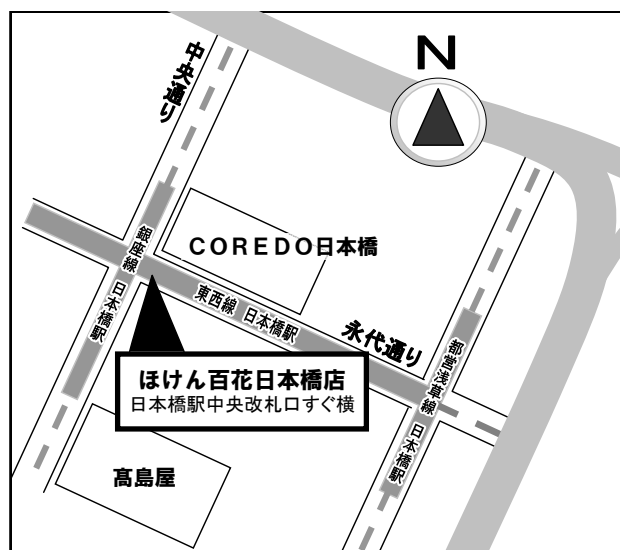 N
中央通り
COREDO日本橋
銀座線 日本橋駅
東西線 日本橋駅
永代通り
都営浅草線 日本橋駅
ほけん百花日本橋店
日本橋駅中央改札口すぐ横
髙島屋